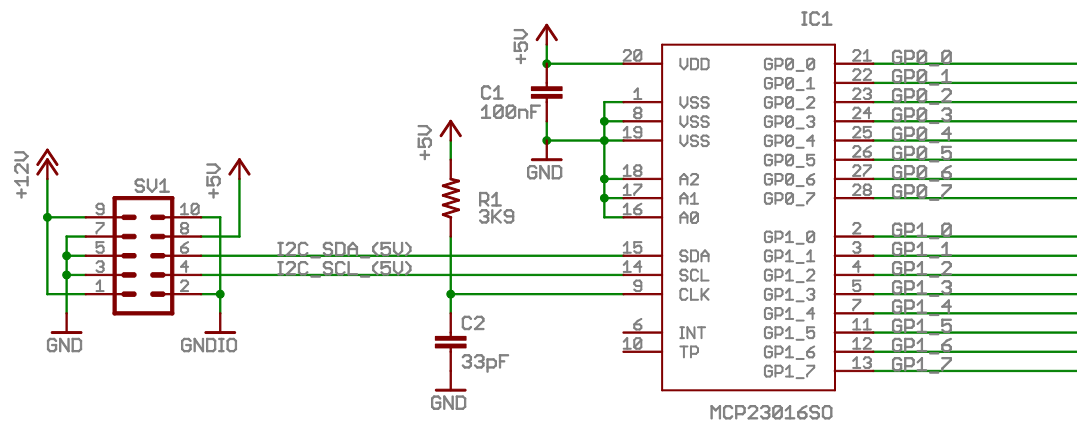 IC1
+5V
20 VDD GP0_0 21 GP0_0
GP0_1 22 GP0_1
C1
100nF
1 VSS GP0_2 23 GP0_2
8 VSS GP0_3 24 GP0_3
19 VSS GP0_4 25 GP0_4
GP0_5 26 GP0_5
GND
18 A2 GP0_6 27 GP0_6
17 A1 GP0_7 28 GP0_7
16 A0
+5V
R1
3K9
+12V
SV1
+5V
9 10
7 8
5 6 I2C_SDA_(5V) 15 SDA
3 4 I2C_SCL_(5V) 14 SCL
1 2 9 CLK
GP1_0 2 GP1_0
GP1_1 3 GP1_1
GP1_2 4 GP1_2
GP1_3 5 GP1_3
GP1_4 7 GP1_4
6 INT GP1_5 11 GP1_5
10 TP GP1_6 12 GP1_6
GP1_7 13 GP1_7
GND
GNDIO
C2
33pF
GND
MCP23016SO